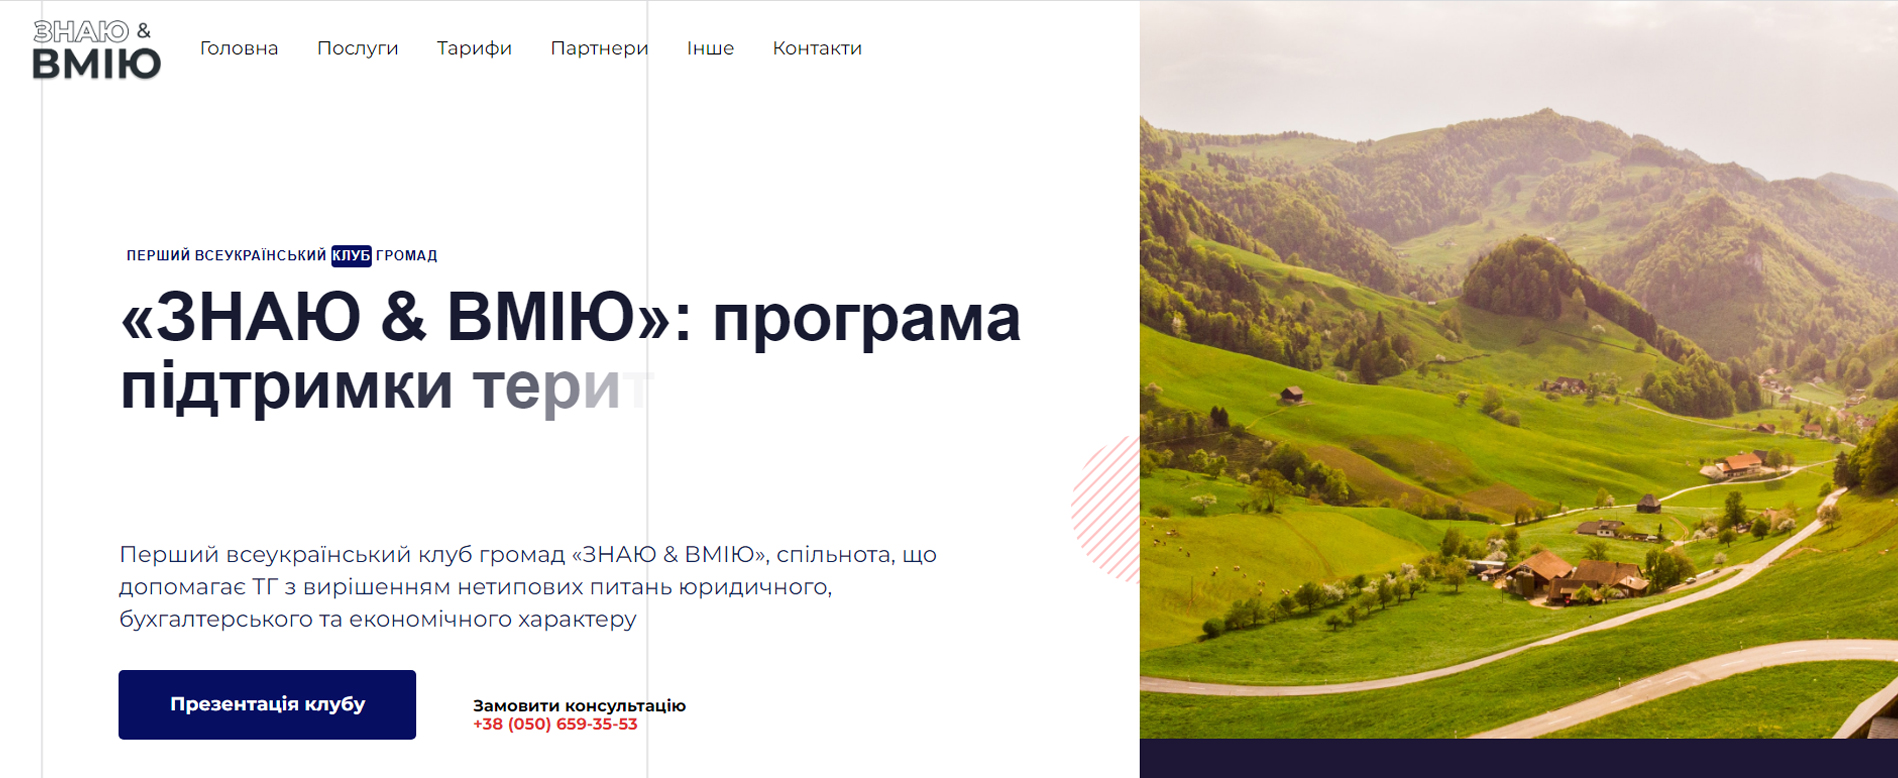 ЗНАЮ &
ВМІЮ
Головна Послуги Тарифи Партнери Інше Контакти
ПЕРШИЙ ВСЕУКРАЇНСЬКИЙ КЛУБ ГРОМАД
«ЗНАЮ & ВМІЮ»: програма
підтримки терит
Перший всеукраїнський клуб громад «ЗНАЮ & ВМІЮ», спільнота, що
допомагає ТГ з вирішенням нетипових питань юридичного,
бухгалтерського та економічного характеру
Презентація клубу
Замовити консультацію
+38 (050) 659-35-53